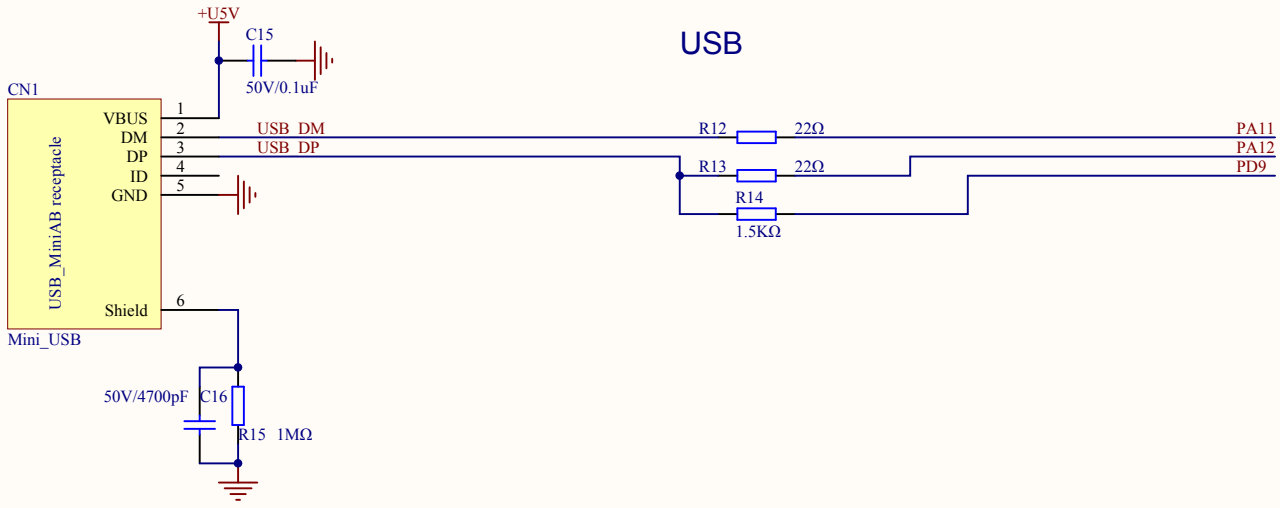 +U5V
C15
USB
50V/0.1uF
CN1
1
VBUS
2
DM
USB_DM
R12
22Ω
PA11
3
DP
USB_DP
PA12
4
ID
R13
22Ω
PD9
5
GND
R14
1.5KΩ
USB_MiniAB receptacle
6
Shield
Mini_USB
50V/4700pF C16
R15 1MΩ